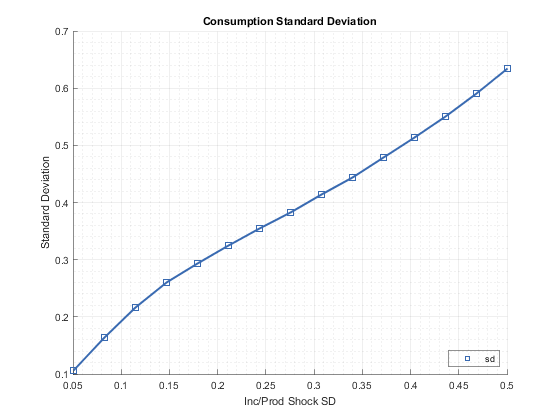 Consumption Standard Deviation
0.7
0.6
0.5
0.4
0.3
0.2
0.1
Standard Deviation
sd
0.05 0.1 0.15 0.2 0.25 0.3 0.35 0.4 0.45 0.5
Inc/Prod Shock SD